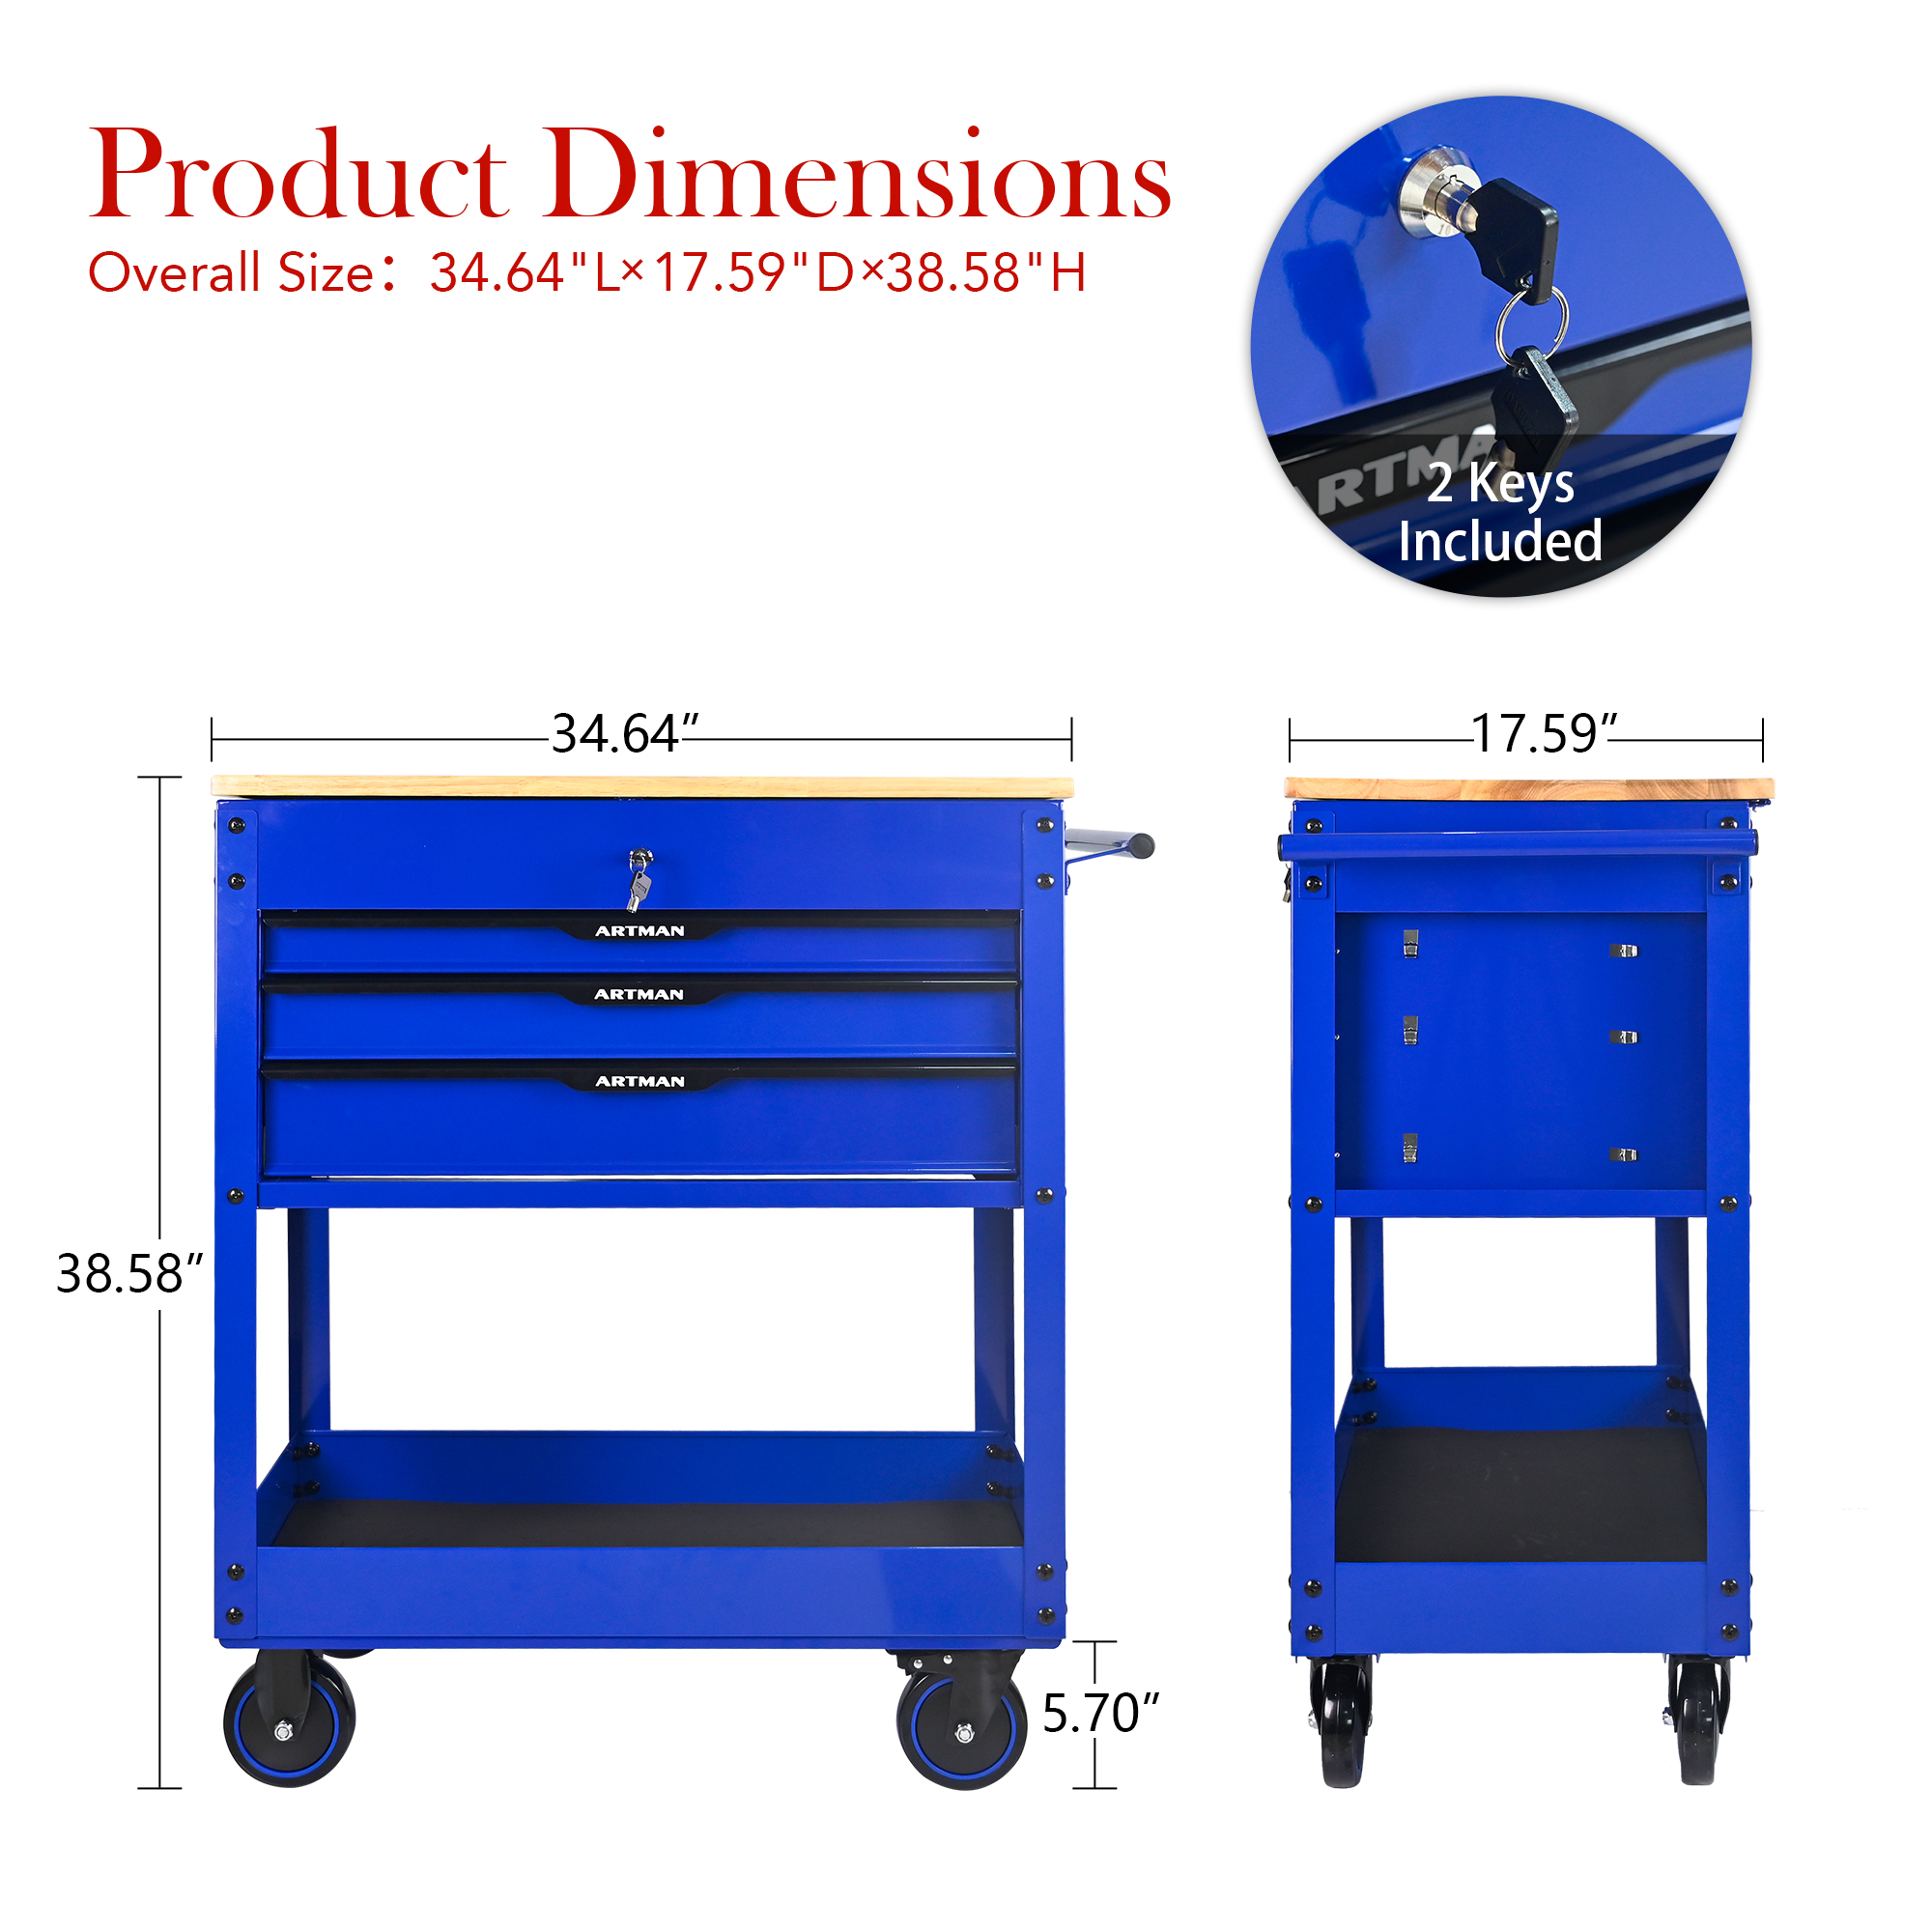 Product Dimensions
Overall Size: 34.64"L×17.59"D×38.58"H
ARTMA
2 Keys
Included
34.64”
17.59”
ARTMAN
ARTMAN
ARTMAN
38.58”
5.70”